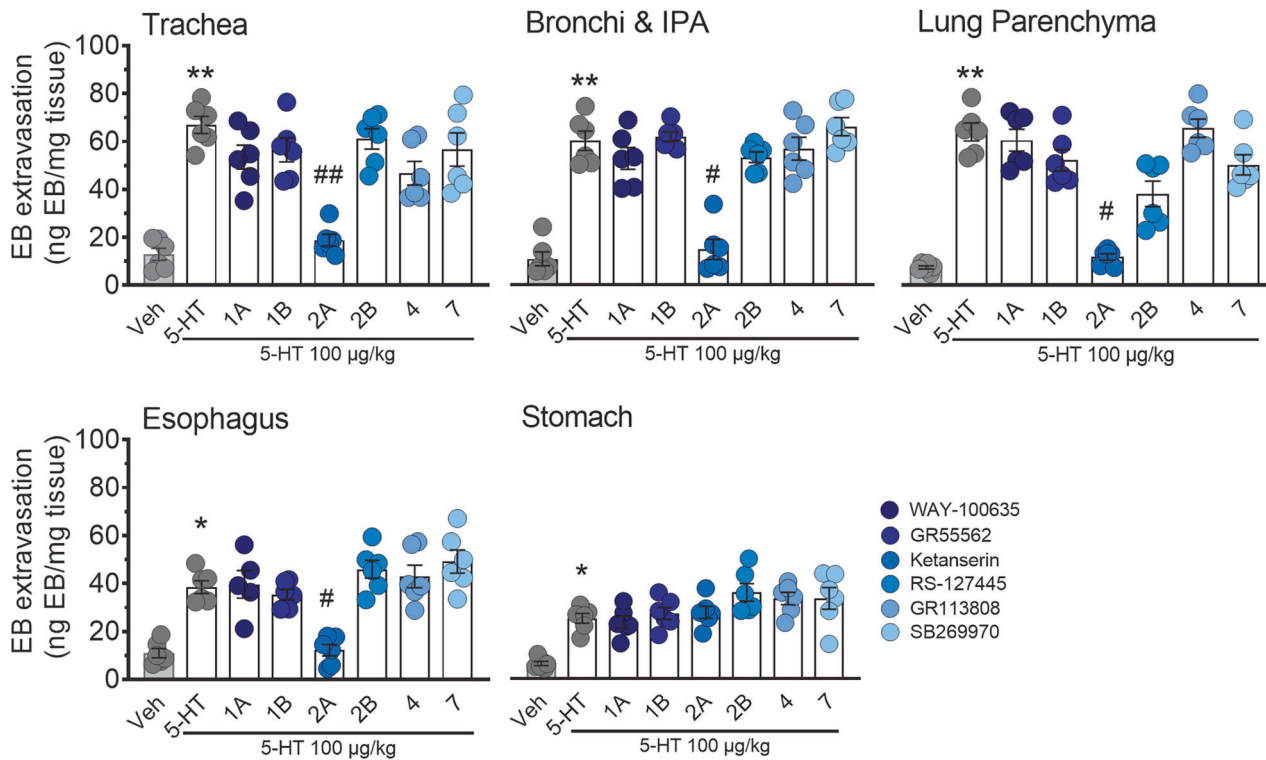 Trachea
EB extravasation
(ng EB/mg tissue)
100
80
60
40
20
0
**
##
Veh
5-HT
1A
1B
2A
2B
4
7
5-HT 100 µg/kg
Bronchi & IPA
**
#
Veh
5-HT
1A
1B
2A
2B
4
7
5-HT 100 µg/kg
Lung Parenchyma
**
#
Veh
5-HT
1A
1B
2A
2B
4
7
5-HT 100 µg/kg
Esophagus
EB extravasation
(ng EB/mg tissue)
100
80
60
40
20
0
*
#
Veh
5-HT
1A
1B
2A
2B
4
7
5-HT 100 µg/kg
Stomach
*
Veh
5-HT
1A
1B
2A
2B
4
7
5-HT 100 µg/kg
WAY-100635
GR55562
Ketanserin
RS-127445
GR113808
SB269970